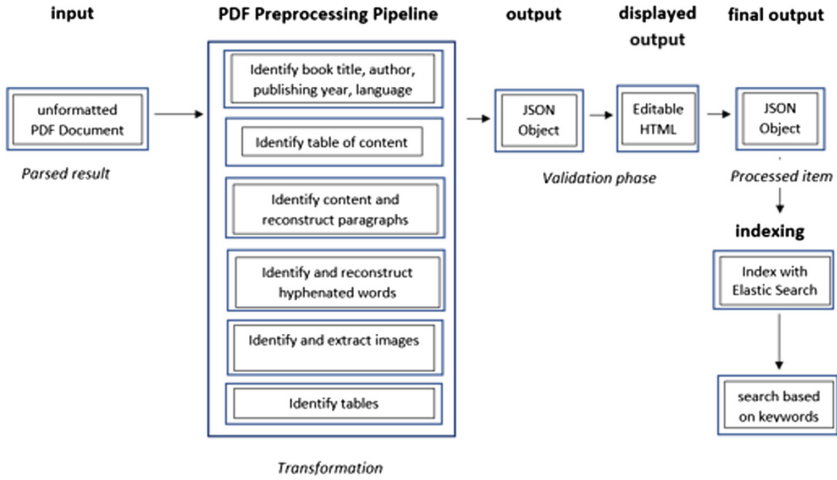 input
unformatted
PDF Document
Parsed result
PDF Preprocessing Pipeline
Identify book title, author,
publishing year, language
Identify table of content
Identify content and
reconstruct paragraphs
Identify and reconstruct
hyphenated words
Identify and extract images
Identify tables
Transformation
output
JSON
Object
displayed
output
Editable
HTML
Validation phase
final output
JSON
Object
Processed item
indexing
Index with
Elastic Search
search based
on keywords